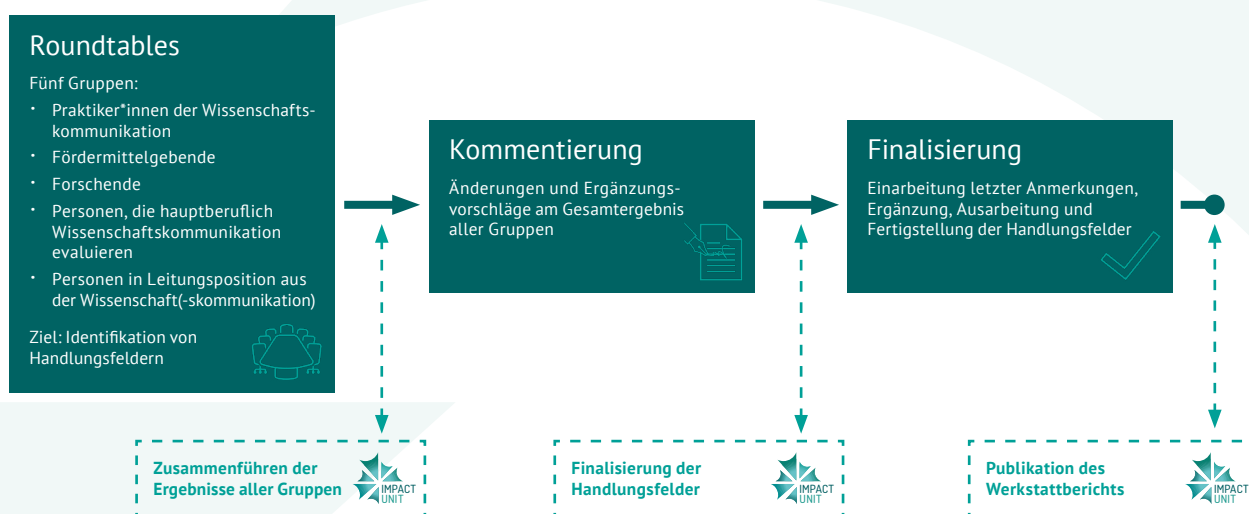 Roundtables
Fünf Gruppen:
· Praktiker*innen der Wissenschafts-
kommunikation
· Fördermittelgebende
· Forschende
· Personen, die hauptberuflich
Wissenschaftskommunikation
evaluieren
· Personen in Leitungsposition aus
der Wissenschaft(-skommunikation)
Ziel: Identifikation von
Handlungsfeldern
Kommentierung
Änderungen und Ergänzungs-
vorschläge am Gesamtergebnis
aller Gruppen
Finalisierung
Einarbeitung letzter Anmerkungen,
Ergänzung, Ausarbeitung und
Fertigstellung der Handlungsfelder
Zusammenführen der
Ergebnisse aller Gruppen
IMPACT
UNIT
Finalisierung der
Handlungsfelder
IMPACT
UNIT
Publikation des
Werkstattberichts
IMPACT
UNIT